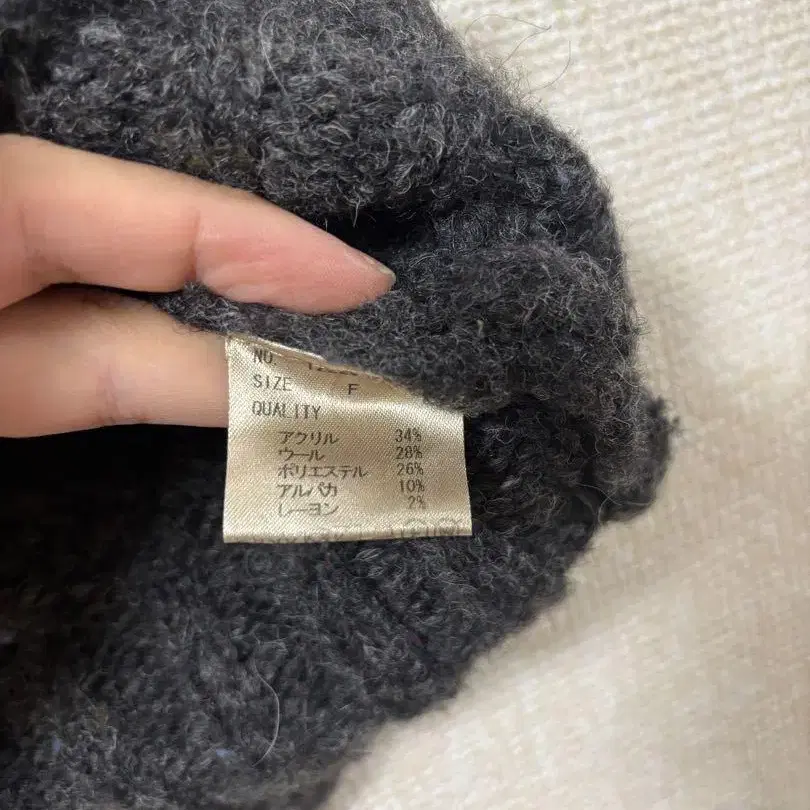 NO
SIZE F
QUALITY
アクリル 34%
ウール 28%
ポリエステル 26%
アルパカ 10%
レーヨン 2%